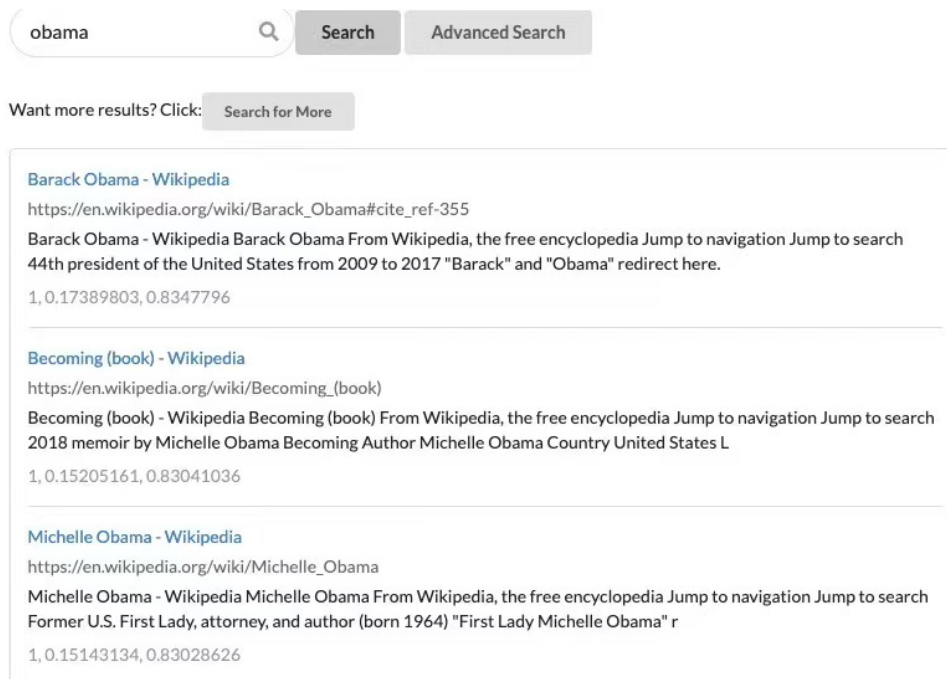 obama
Search
Advanced Search
Want more results? Click:
Search for More
Barack Obama - Wikipedia
https://en.wikipedia.org/wiki/Barack_Obama#cite_ref-355
Barack Obama - Wikipedia Barack Obama From Wikipedia, the free encyclopedia Jump to navigation Jump to search
44th president of the United States from 2009 to 2017 "Barack" and "Obama" redirect here.
1, 0.17389803, 0.8347796
Becoming (book) - Wikipedia
https://en.wikipedia.org/wiki/Becoming_(book)
Becoming (book) - Wikipedia Becoming (book) From Wikipedia, the free encyclopedia Jump to navigation Jump to search
2018 memoir by Michelle Obama Becoming Author Michelle Obama Country United States L
1, 0.15205161, 0.83041036
Michelle Obama - Wikipedia
https://en.wikipedia.org/wiki/Michelle_Obama
Michelle Obama - Wikipedia Michelle Obama From Wikipedia, the free encyclopedia Jump to navigation Jump to search
Former U.S. First Lady, attorney, and author (born 1964) "First Lady Michelle Obama" r
1, 0.15143134, 0.83028626